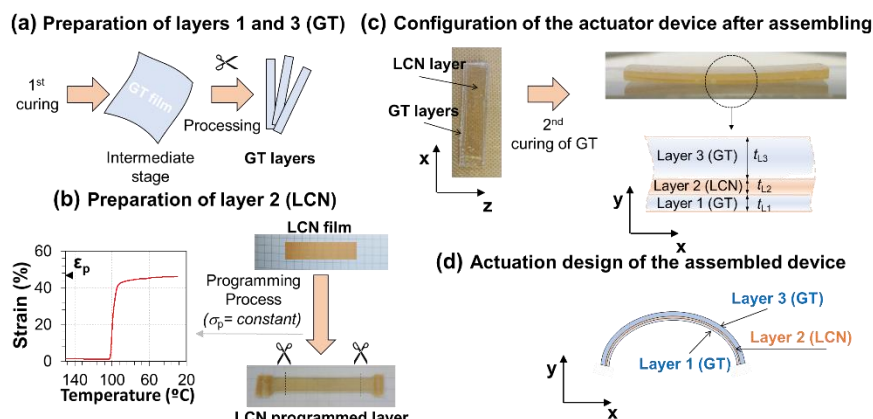 (a) Preparation of layers 1 and 3 (GT)
1st
curing
GT film
Processing
Intermediate
stage
GT layers
(b) Preparation of layer 2 (LCN)
Strain (%)
60
40
20
0
εp
140
100
60
20
Temperature (ºC)
LCN film
Programming
Process
(σp= constant)
LCN programmed layer
(c) Configuration of the actuator device after assembling
LCN layer
GT layers
x
z
2nd
curing of GT
Layer 3 (GT)
tL3
Layer 2 (LCN)
tL2
Layer 1 (GT)
tL1
y
x
(d) Actuation design of the assembled device
Layer 3 (GT)
Layer 2 (LCN)
Layer 1 (GT)
y
x